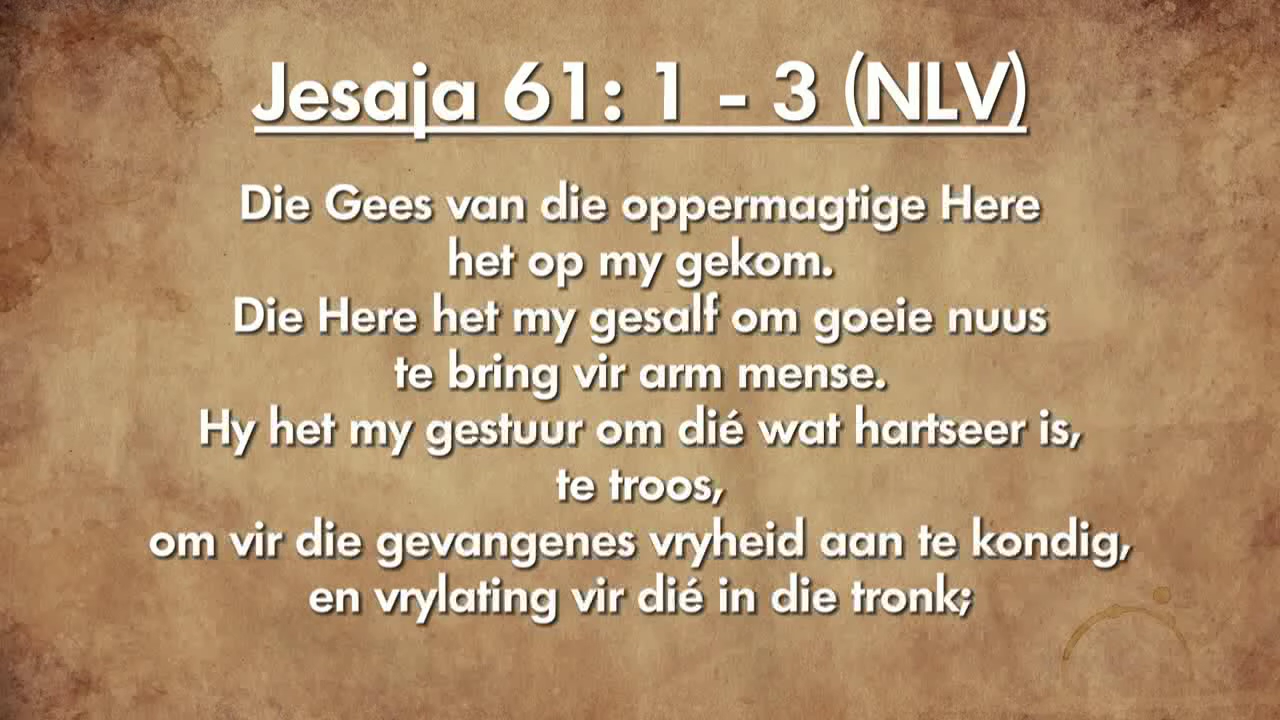 Jesaja 61: 1 - 3 (NLV)
Die Gees van die oppermagtige Here
het op my gekom.
Die Here het my gesalf om goeie nuus
te bring vir arm mense.
Hy het my gestuur om dié wat hartseer is,
te troos,
om vir die gevangenes vryheid aan te kondig,
en vrylating vir dié in die tronk;